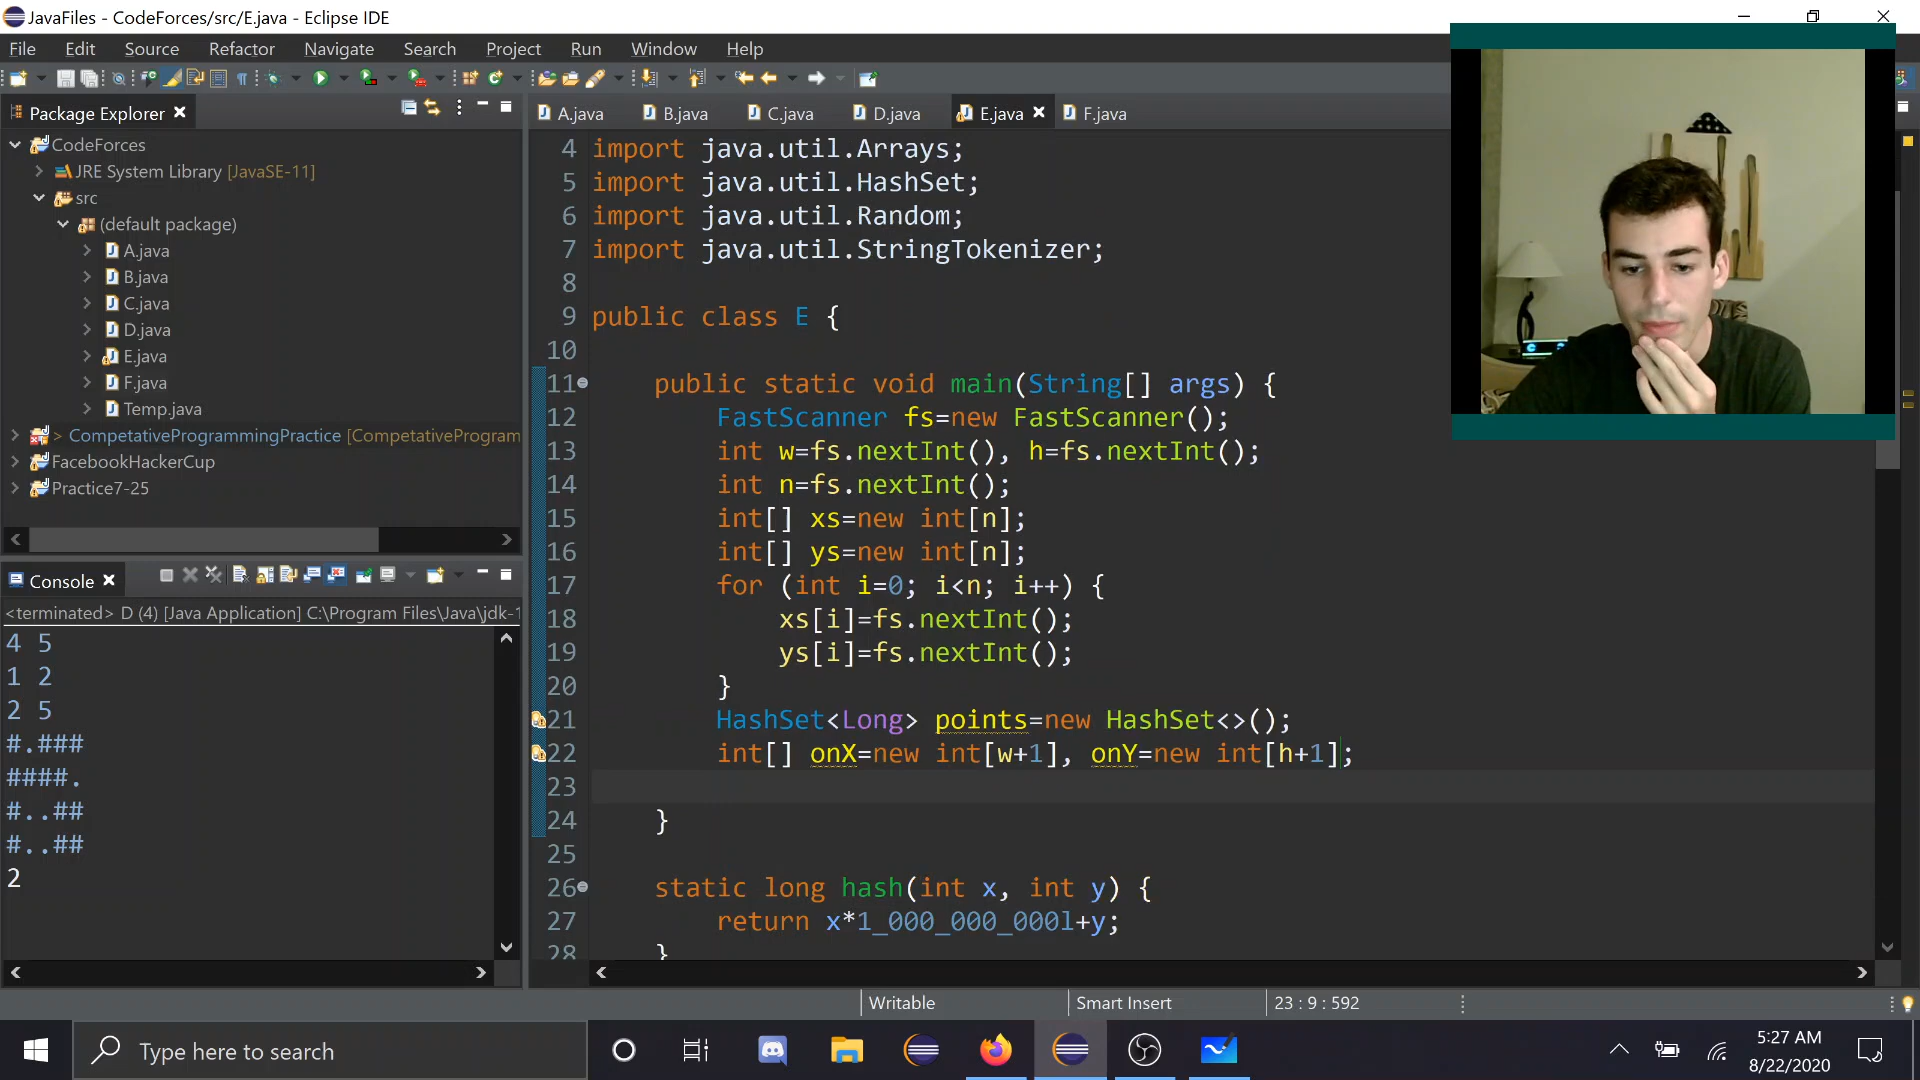 JavaFiles - CodeForces/src/E.java - Eclipse IDE
File Edit Source Refactor Navigate Search Project Run Window Help
Package Explorer
CodeForces
JRE System Library [JavaSE-11]
src
(default package)
A.java
B.java
C.java
D.java
E.java
F.java
Temp.java
> CompetativeProgrammingPractice [CompetativeProgram
FacebookHackerCup
Practice7-25
Console
<terminated> D (4) [Java Application] C:\Program Files\Java\jdk-1
4 5
1 2
2 5
#.###
####.
#..##
#..##
2
A.java B.java C.java D.java E.java F.java
4 import java.util.Arrays;
5 import java.util.HashSet;
6 import java.util.Random;
7 import java.util.StringTokenizer;
8
9 public class E {
10
11 public static void main(String[] args) {
12 FastScanner fs=new FastScanner();
13 int w=fs.nextInt(), h=fs.nextInt();
14 int n=fs.nextInt();
15 int[] xs=new int[n];
16 int[] ys=new int[n];
17 for (int i=0; i<n; i++) {
18 xs[i]=fs.nextInt();
19 ys[i]=fs.nextInt();
20 }
21 HashSet<Long> points=new HashSet<>();
22 int[] onX=new int[w+1], onY=new int[h+1];
23
24 }
25
26 static long hash(int x, int y) {
27 return x*1_000_000_000l+y;
28 }
Writable Smart Insert 23 : 9 : 592
Type here to search
5:27 AM
8/22/2020